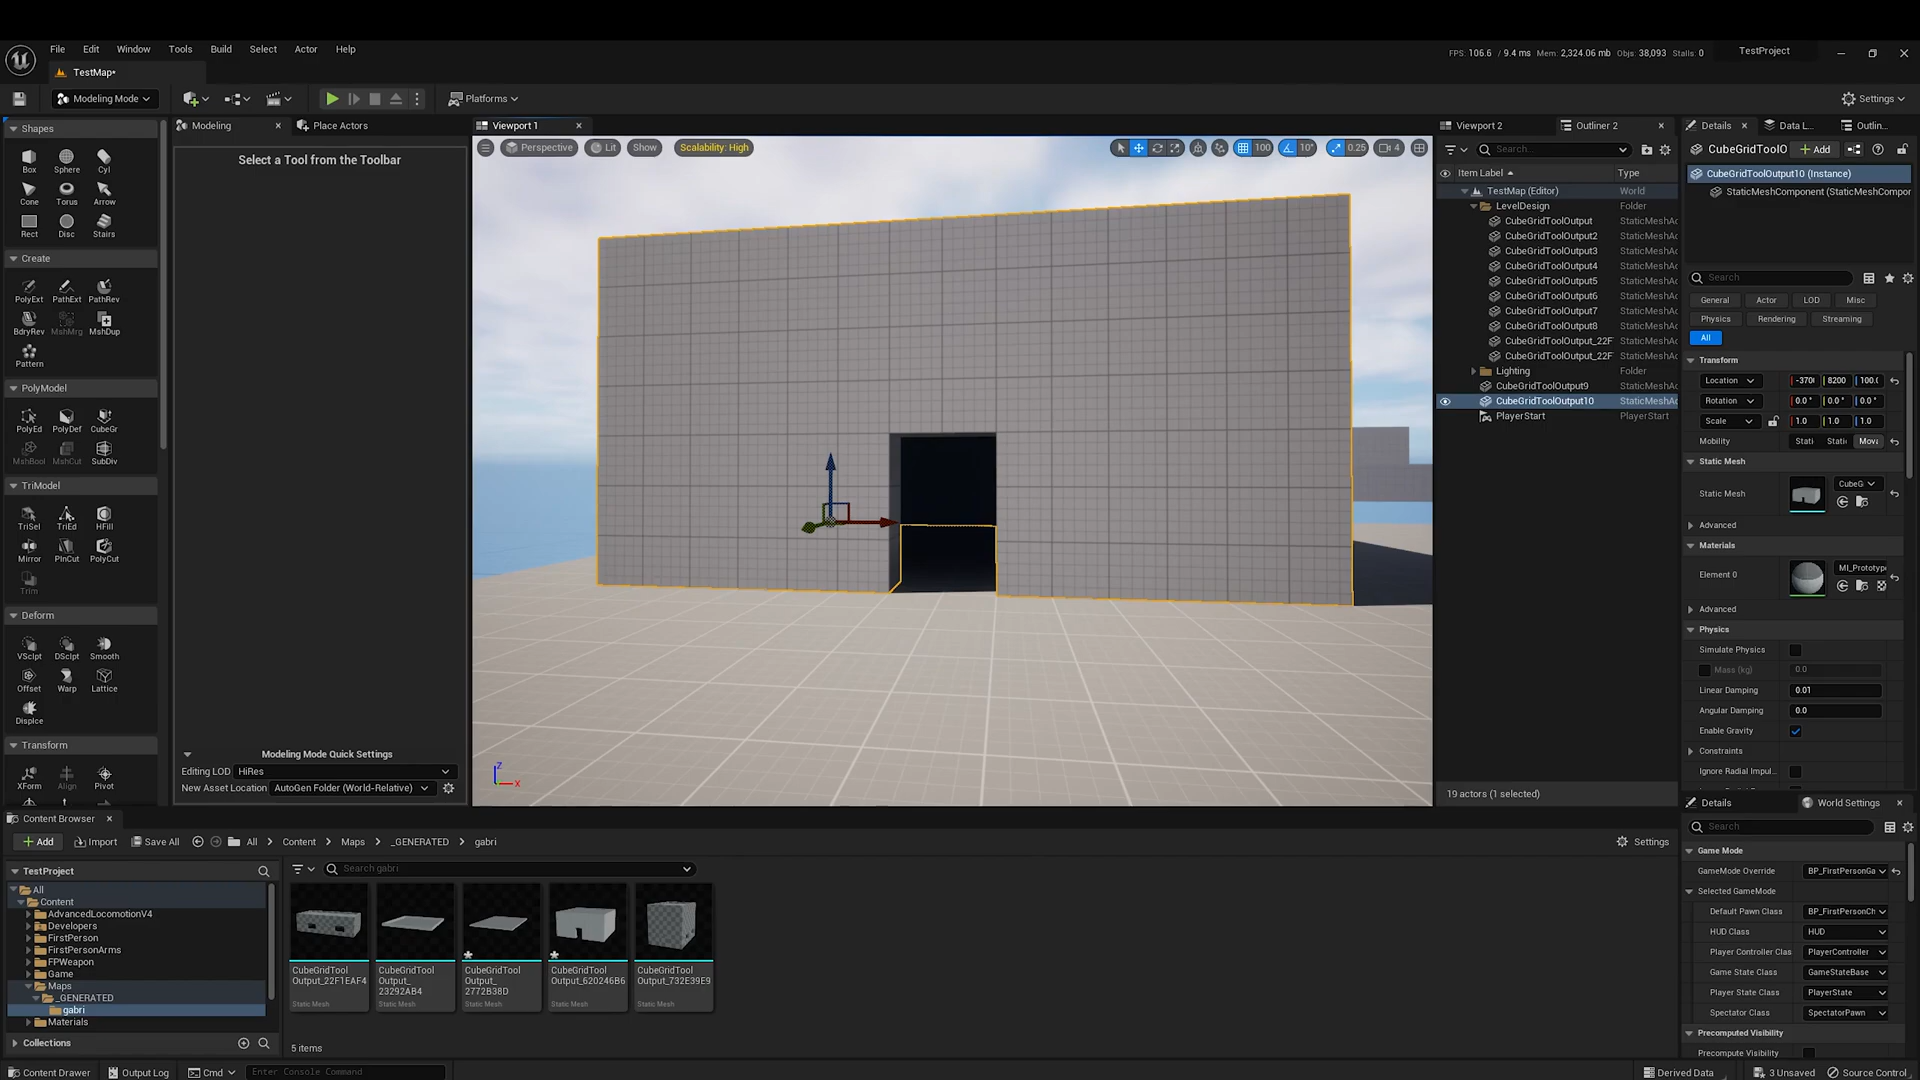 File Edit Window Tools Build Select Actor Help
FPS: 106.6 / 9.4 ms Mem: 2,324.06 mb Objs: 38,093 Stalls: 0
TestProject
TestMap•
Modeling Mode
Platforms
Settings
Shapes
Box Sphere Cyl
Cone Torus Arrow
Rect Disc Stairs
Create
PolyExt PathExt PathRev
BdryRev MshMrg MshDup
Pattern
PolyModel
PolyEd PolyDef CubeGr
MshBool MshCut SubDiv
TriModel
TriSel TriEd HFill
Mirror PlnCut PolyCut
Trim
Deform
VSclpt DSclpt Smooth
Offset Warp Lattice
Displce
Transform
XForm Align Pivot
Modeling
Place Actors
Select a Tool from the Toolbar
Modeling Mode Quick Settings
Editing LOD HiRes
New Asset Location AutoGen Folder (World-Relative)
Viewport 1
Perspective Lit Show Scalability: High
100 10° 0.25 4
Z
X
Viewport 2 Outliner 2
Search...
Item Label Type
TestMap (Editor) World
LevelDesign Folder
CubeGridToolOutput StaticMeshAc
CubeGridToolOutput2 StaticMeshAc
CubeGridToolOutput3 StaticMeshAc
CubeGridToolOutput4 StaticMeshAc
CubeGridToolOutput5 StaticMeshAc
CubeGridToolOutput6 StaticMeshAc
CubeGridToolOutput7 StaticMeshAc
CubeGridToolOutput8 StaticMeshAc
CubeGridToolOutput_22F StaticMeshAc
CubeGridToolOutput_22F StaticMeshAc
Lighting Folder
CubeGridToolOutput9 StaticMeshAc
CubeGridToolOutput10 StaticMeshAc
PlayerStart PlayerStart
19 actors (1 selected)
Details Data L... Outlin...
CubeGridToolO Add
CubeGridToolOutput10 (Instance)
StaticMeshComponent (StaticMeshCompor
Search
General Actor LOD Misc
Physics Rendering Streaming
All
Transform
Location -370 8200 100.
Rotation 0.0° 0.0° 0.0°
Scale 1.0 1.0 1.0
Mobility Stati Static Mova
Static Mesh
Static Mesh CubeG
Advanced
Materials
Element 0 MI_Prototype
Advanced
Physics
Simulate Physics
Mass (kg) 0.0
Linear Damping 0.01
Angular Damping 0.0
Enable Gravity
Constraints
Ignore Radial Impul...
Details World Settings
Search
Game Mode
GameMode Override BP_FirstPersonGa
Selected GameMode
Default Pawn Class BP_FirstPersonCh
HUD Class HUD
Player Controller Clas PlayerController
Game State Class GameStateBase
Player State Class PlayerState
Spectator Class SpectatorPawn
Precomputed Visibility
Precompute Visibility
Content Browser
Add Import Save All All Content Maps _GENERATED gabri
Settings
TestProject
All
Content
AdvancedLocomotionV4
Developers
FirstPerson
FirstPersonArms
FPWeapon
Game
Maps
_GENERATED
gabri
Materials
Collections
Search gabri
CubeGridTool
Output_22F1EAF4
Static Mesh
CubeGridTool
Output_
23292AB4
Static Mesh
CubeGridTool
Output_
2772B38D
Static Mesh
CubeGridTool
Output_620246B6
Static Mesh
CubeGridTool
Output_732E39E9
Static Mesh
5 items
Content Drawer Output Log Cmd Enter Console Command
Derived Data 3 Unsaved Source Control